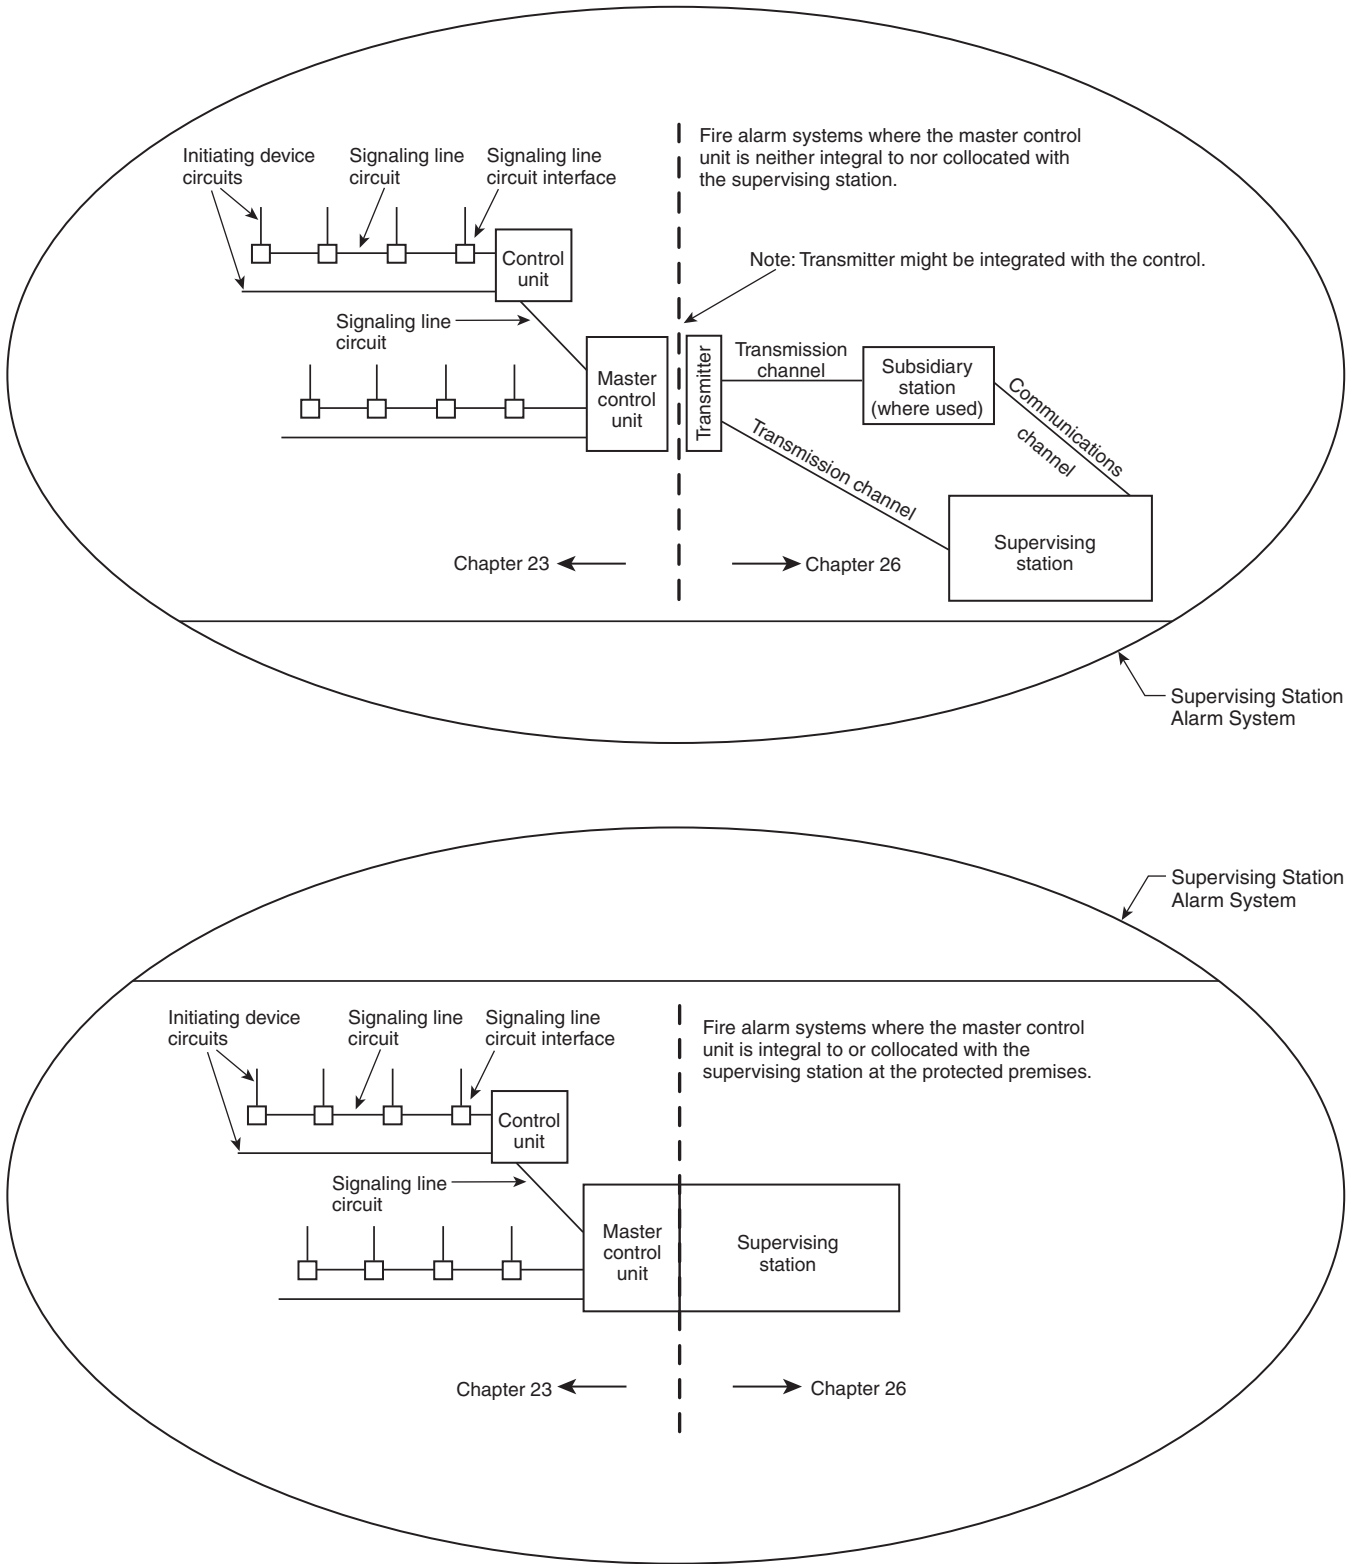 Fire alarm systems where the master control
unit is neither integral to nor collocated with
the supervising station.
Initiating device
circuits
Signaling line
circuit
Signaling line
circuit interface
Control
unit
Note: Transmitter might be integrated with the control.
Signaling line
circuit
Master
control
unit
Transmitter
Transmission
channel
Subsidiary
station
(where used)
Communications
channel
Transmission channel
Supervising
station
Chapter 23
Chapter 26
Supervising Station
Alarm System
Supervising Station
Alarm System
Initiating device
circuits
Signaling line
circuit
Signaling line
circuit interface
Fire alarm systems where the master control
unit is integral to or collocated with the
supervising station at the protected premises.
Control
unit
Signaling line
circuit
Master
control
unit
Supervising
station
Chapter 23
Chapter 26